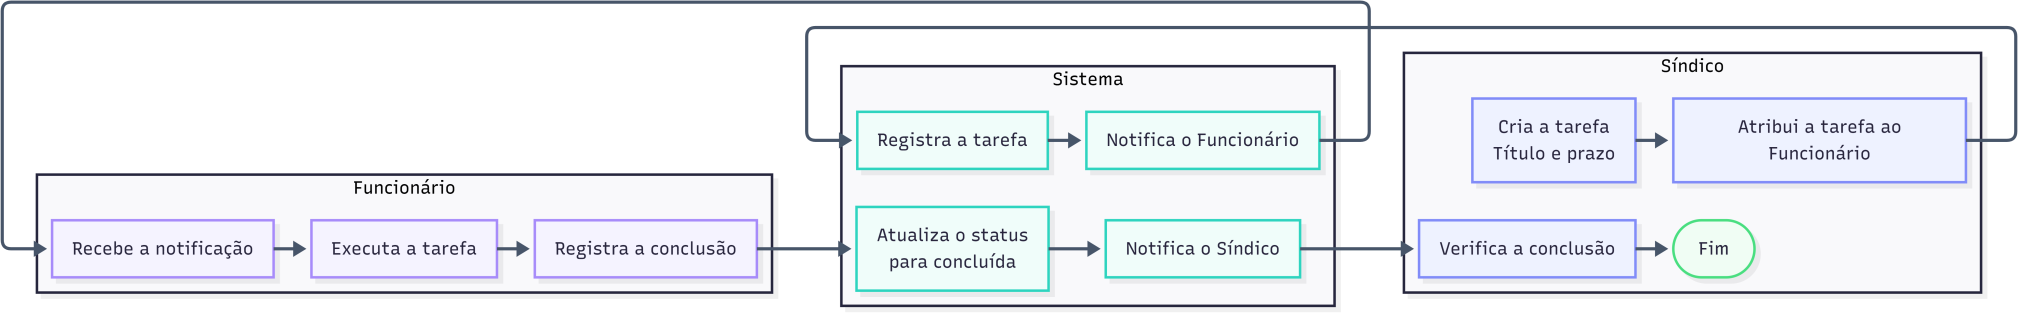 Funcionário
Recebe a notificação
Executa a tarefa
Registra a conclusão
Sistema
Registra a tarefa
Notifica o Funcionário
Atualiza o status
para concluída
Notifica o Síndico
Síndico
Cria a tarefa
Título e prazo
Atribui a tarefa ao
Funcionário
Verifica a conclusão
Fim